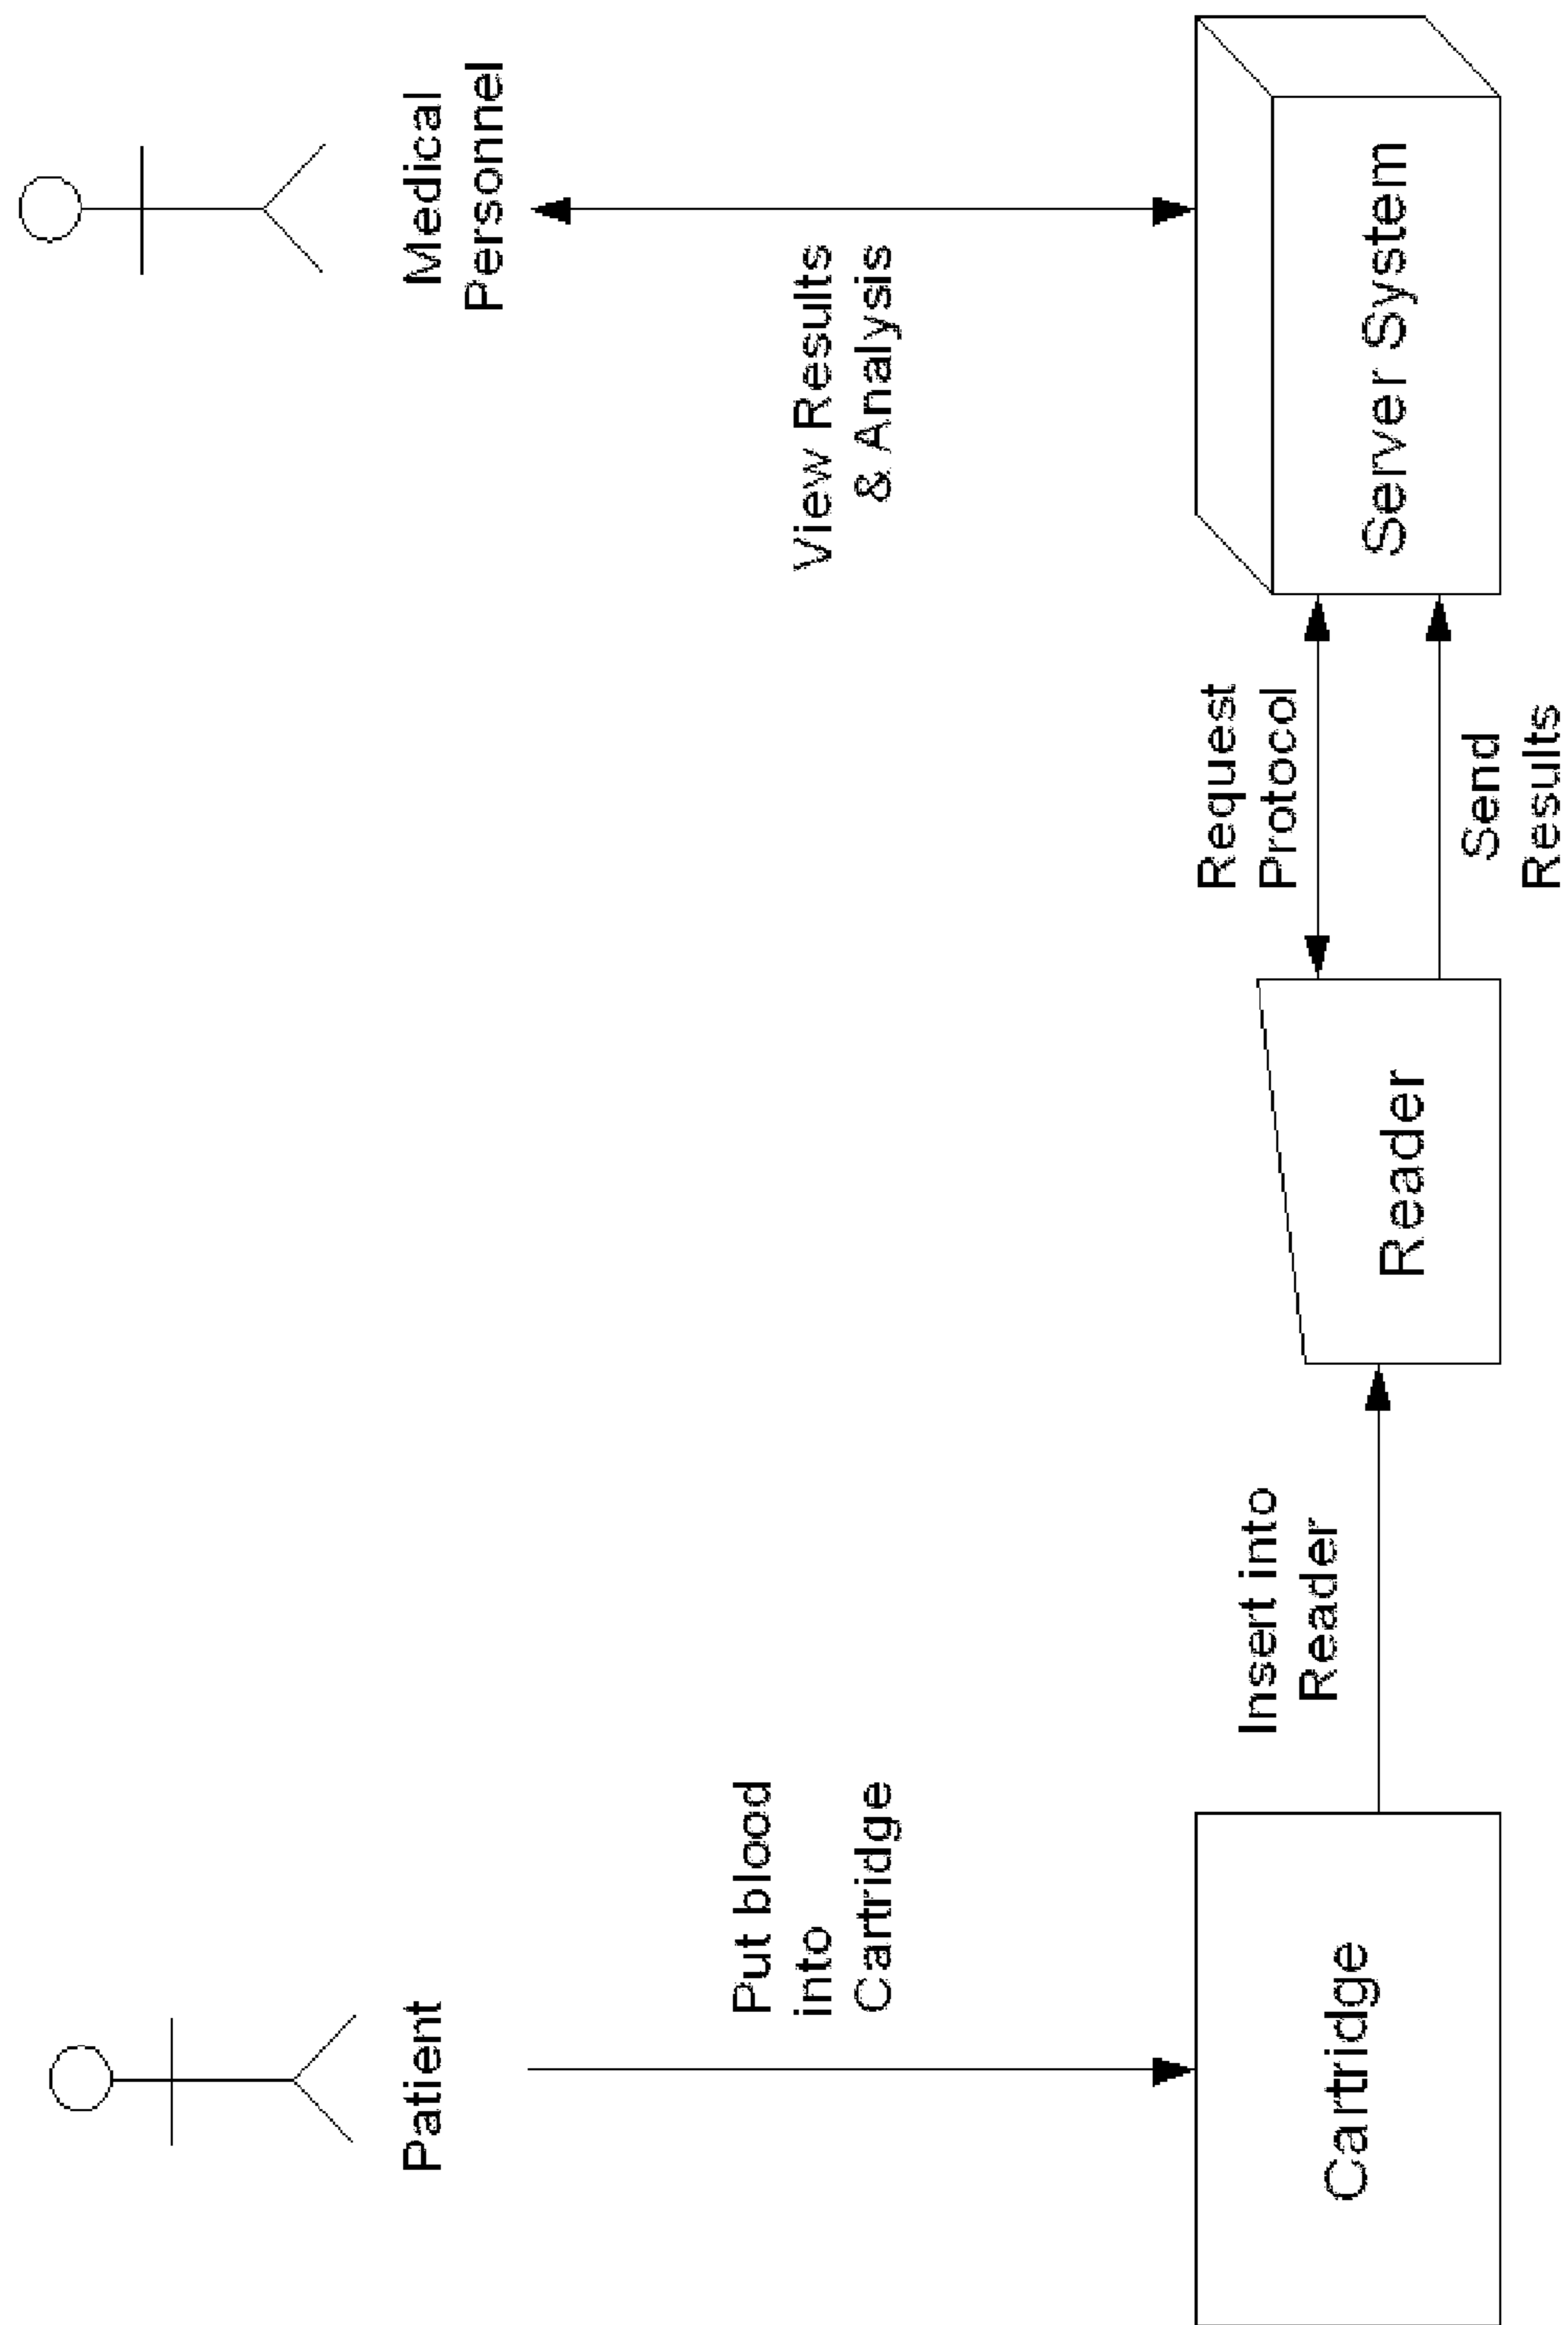 Patient
Medical
Personnel
Put blood
into
Cartridge
View Results
& Analysis
Cartridge
Insert into
Reader
Reader
Request
Protocol
Send
Results
Server System